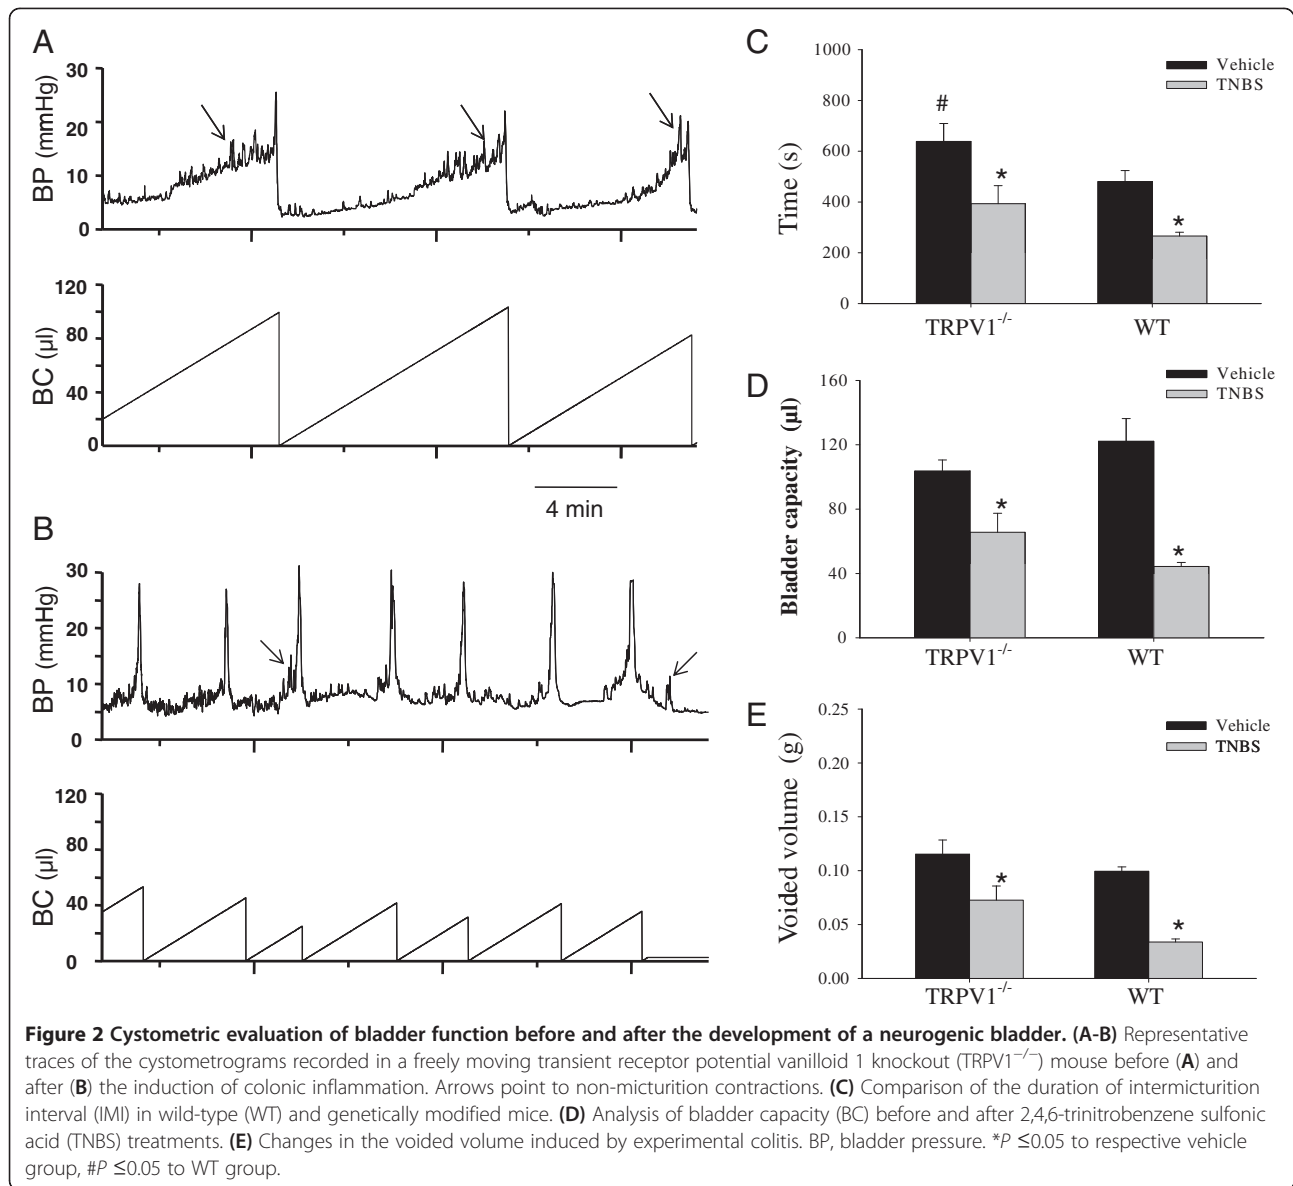 A
30
20
10
0
BP (mmHg)
120
80
40
0
BC (µl)
4 min
B
30
20
10
0
BP (mmHg)
120
80
40
0
BC (µl)
C
1000
800
600
400
200
0
Time (s)
Vehicle
TNBS
#
*
*
TRPV1-/-
WT
D
160
120
80
40
0
Bladder capacity (µl)
Vehicle
TNBS
*
*
TRPV1-/-
WT
E
0.25
0.20
0.15
0.10
0.05
0.00
Voided volume (g)
Vehicle
TNBS
*
*
TRPV1-/-
WT
Figure 2 Cystometric evaluation of bladder function before and after the development of a neurogenic bladder. (A-B) Representative
traces of the cystometrograms recorded in a freely moving transient receptor potential vanilloid 1 knockout (TRPV1−/−) mouse before (A) and
after (B) the induction of colonic inflammation. Arrows point to non-micturition contractions. (C) Comparison of the duration of intermicturition
interval (IMI) in wild-type (WT) and genetically modified mice. (D) Analysis of bladder capacity (BC) before and after 2,4,6-trinitrobenzene sulfonic
acid (TNBS) treatments. (E) Changes in the voided volume induced by experimental colitis. BP, bladder pressure. *P ≤0.05 to respective vehicle
group, #P ≤0.05 to WT group.